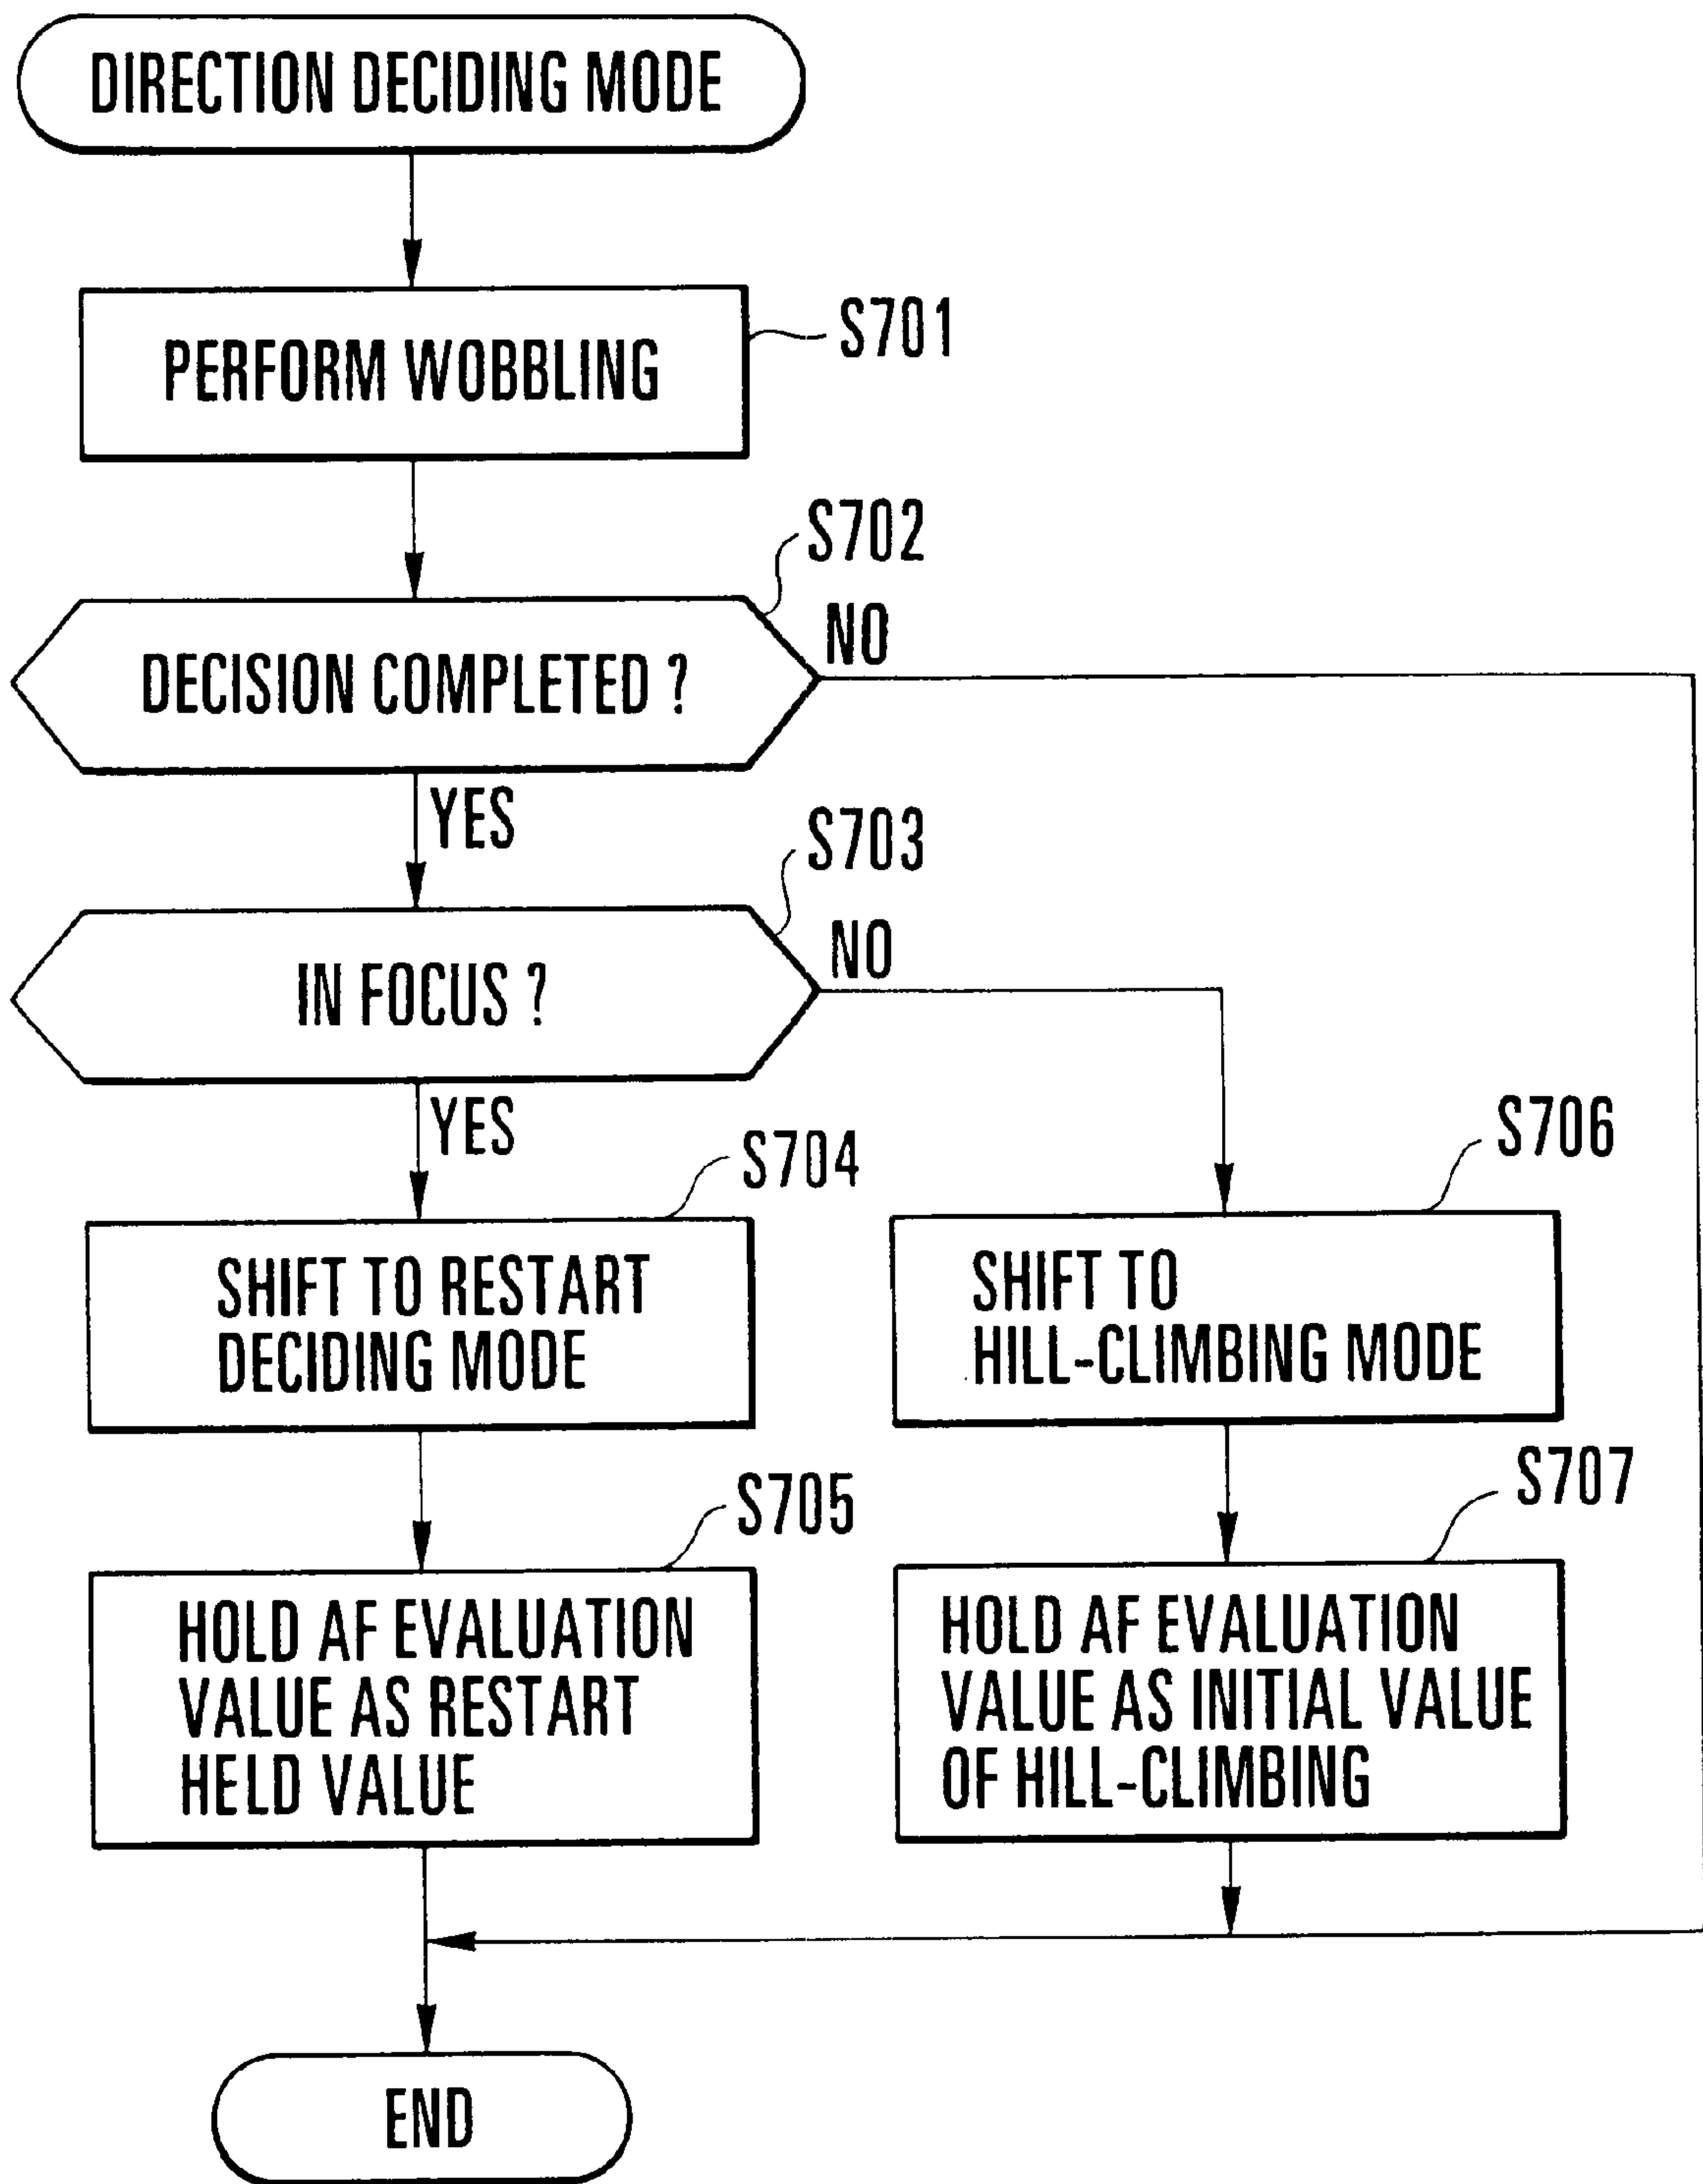 DIRECTION DECIDING MODE
PERFORM WOBBLING
S701
S702
NO
DECISION COMPLETED ?
YES
S703
NO
IN FOCUS ?
YES
S704
SHIFT TO RESTART
DECIDING MODE
S706
SHIFT TO
HILL-CLIMBING MODE
S705
HOLD AF EVALUATION
VALUE AS RESTART
HELD VALUE
S707
HOLD AF EVALUATION
VALUE AS INITIAL VALUE
OF HILL-CLIMBING
END